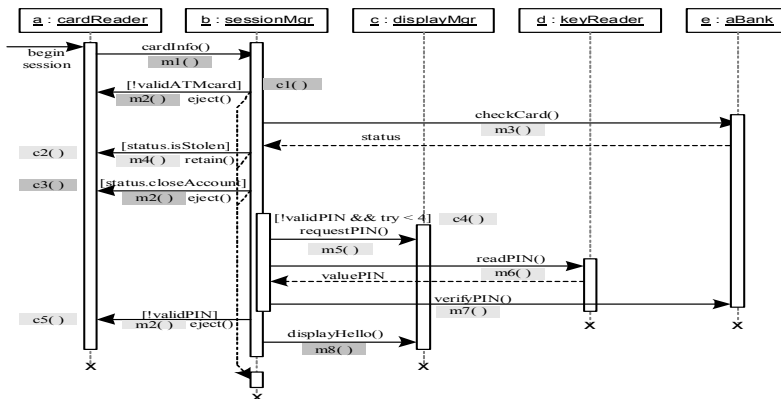 a : cardReader b : sessionMgr c : displayMgr d : keyReader e : aBank
begin session
cardInfo()
m1( )
[!validATMcard] c1( )
m2( ) eject()
checkCard()
m3( )
status
c2( ) [status.isStolen]
m4( ) retain()
c3( ) [status.closeAccount]
m2( ) eject()
[!validPIN && try < 4] c4( )
requestPIN()
m5( )
readPIN()
m6( )
valuePIN
verifyPIN()
m7( )
c5( ) [!validPIN]
m2( ) eject()
displayHello()
m8( )
x x x x x
x